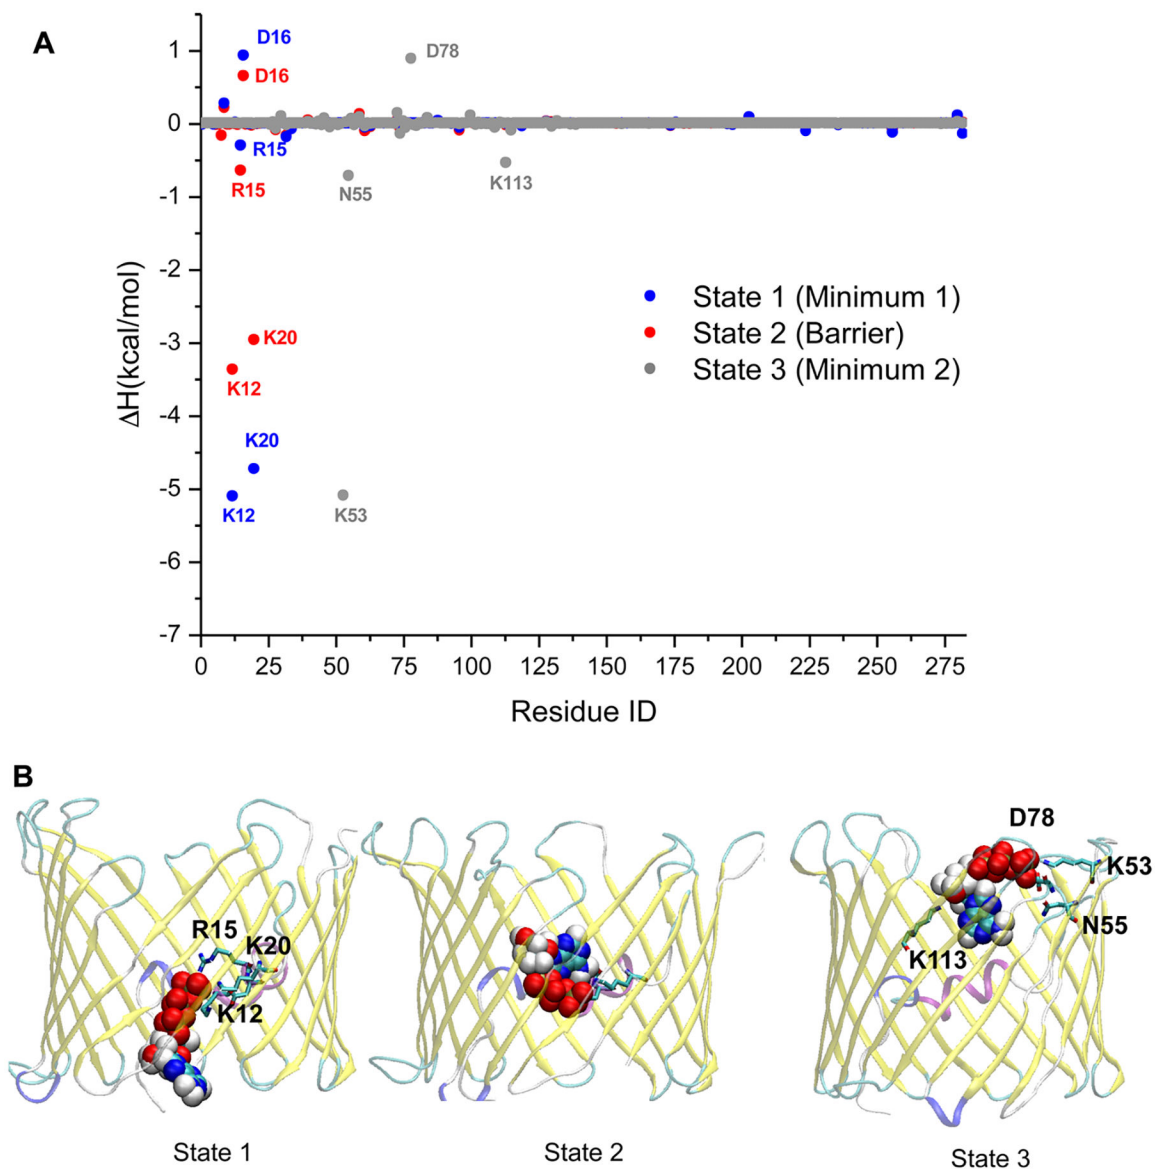 A
1
0
-1
-2
-3
-4
-5
-6
-7
ΔH(kcal/mol)
D16
D16
D78
R15
R15
N55
K113
K20
K12
K20
K12
K53
State 1 (Minimum 1)
State 2 (Barrier)
State 3 (Minimum 2)
0 25 50 75 100 125 150 175 200 225 250 275
Residue ID
B
R15
K20
K12
D78
K53
N55
K113
State 1
State 2
State 3